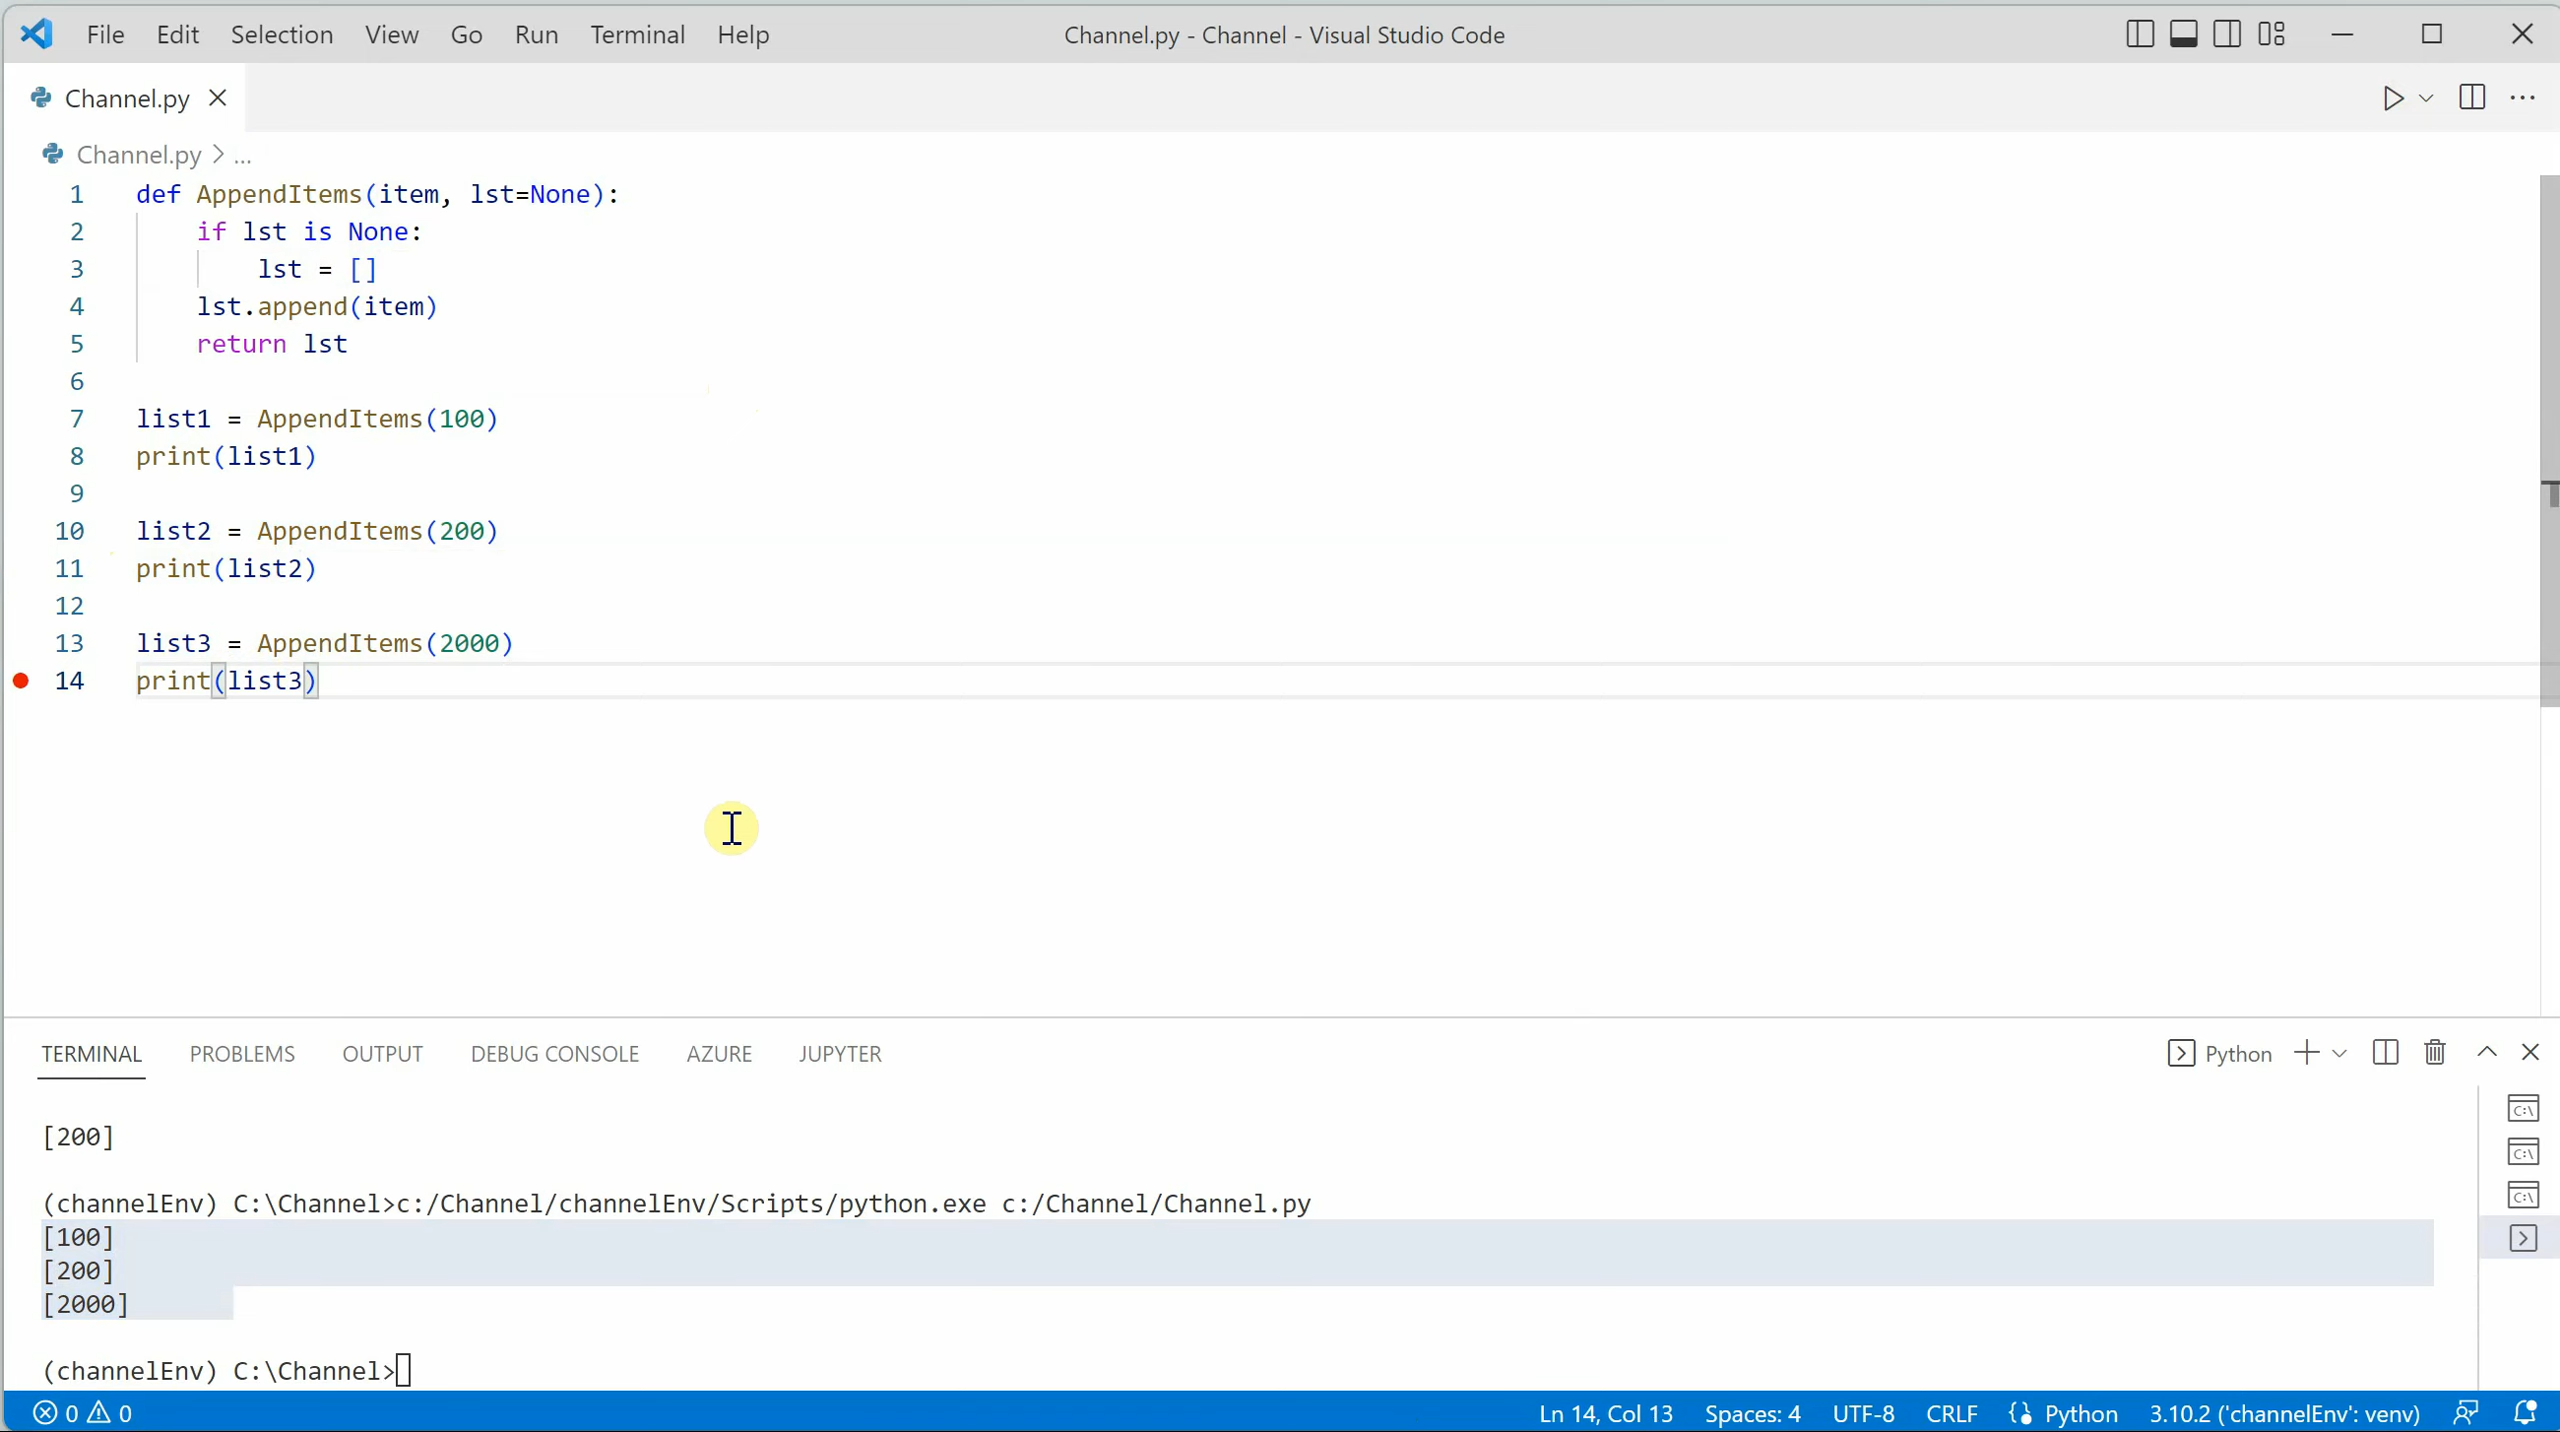 File Edit Selection View Go Run Terminal Help Channel.py - Channel - Visual Studio Code
Channel.py
Channel.py > ...
1 def AppendItems(item, lst=None):
2     if lst is None:
3         lst = []
4     lst.append(item)
5     return lst
6
7 list1 = AppendItems(100)
8 print(list1)
9
10 list2 = AppendItems(200)
11 print(list2)
12
13 list3 = AppendItems(2000)
14 print(list3)
TERMINAL PROBLEMS OUTPUT DEBUG CONSOLE AZURE JUPYTER Python
[200]
(channelEnv) C:\Channel>c:/Channel/channelEnv/Scripts/python.exe c:/Channel/Channel.py
[100]
[200]
[2000]
(channelEnv) C:\Channel>
0 0 Ln 14, Col 13 Spaces: 4 UTF-8 CRLF Python 3.10.2 ('channelEnv': venv)